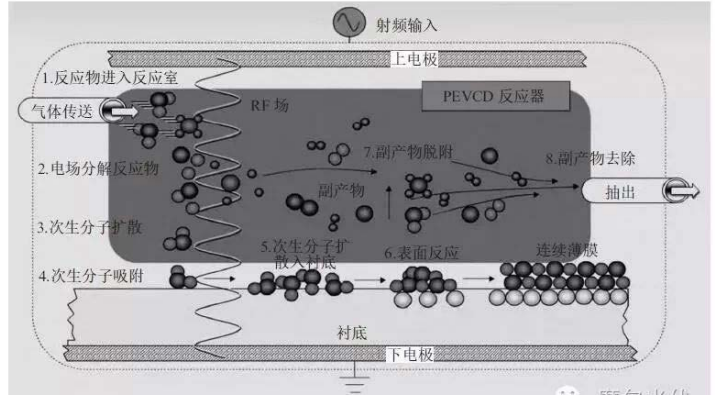 射频输入
上电极
1.反应物进入反应室
PEVCD 反应器
气体传送
RF 场
2.电场分解反应物
7.副产物脱附
8.副产物去除
副产物
抽出
3.次生分子扩散
4.次生分子吸附
5.次生分子扩
散入衬底
6.表面反应
连续薄膜
衬底
下电极